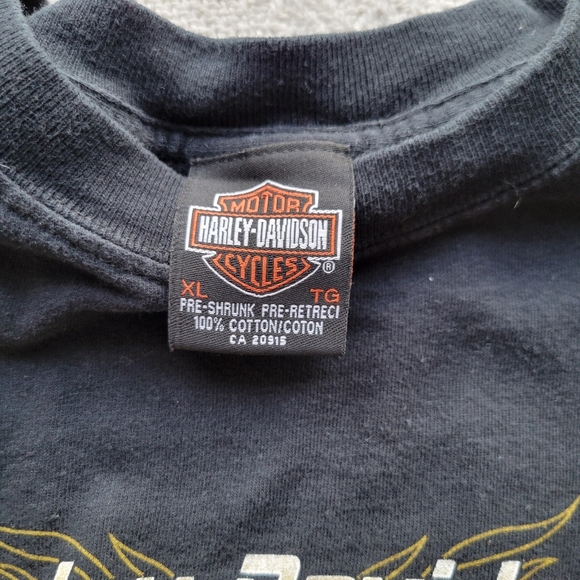 MOTOR
HARLEY-DAVIDSON
CYCLES ®
XL TG
PRE-SHRUNK PRE-RETRECI
100% COTTON/COTON
CA 20915